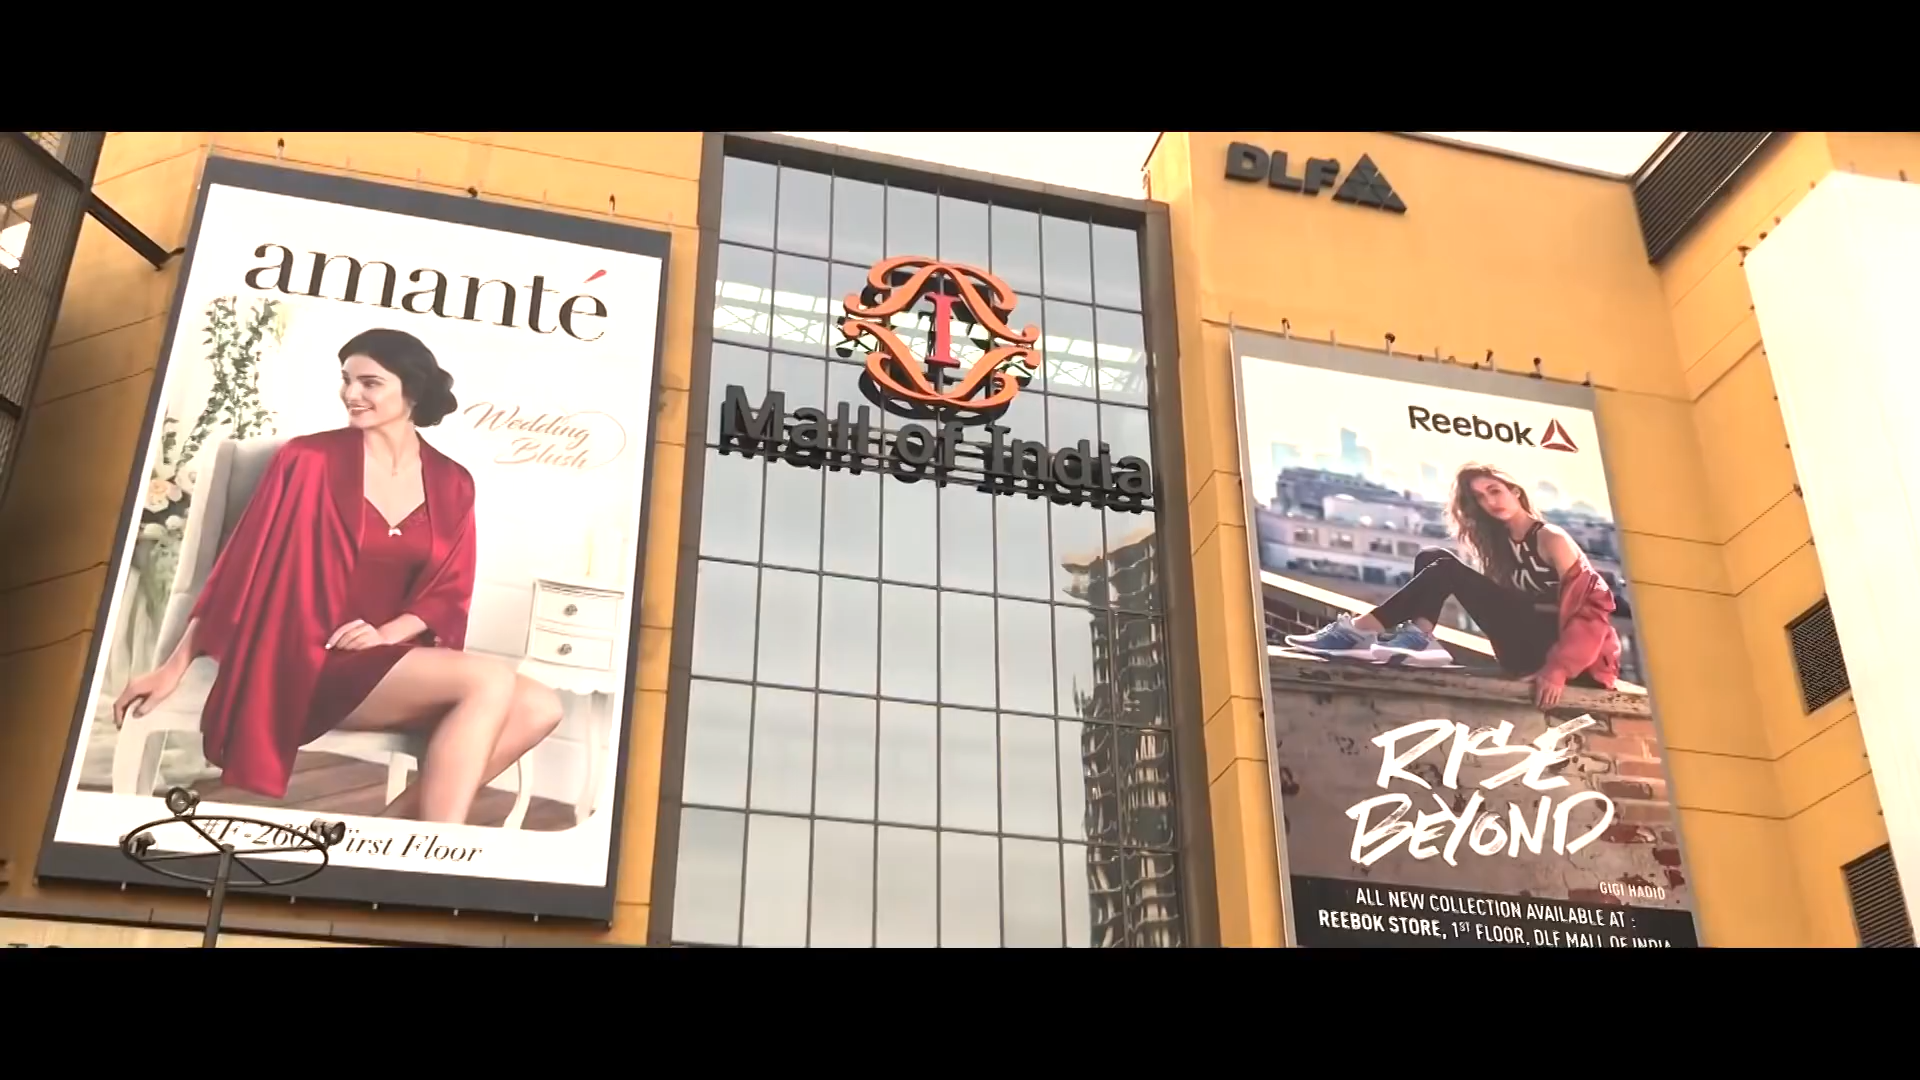 amanté
Wedding
Blush
First Floor
I
Mall of India
DLF
Reebok
RISE
BEYOND
GIGI HADID
ALL NEW COLLECTION AVAILABLE AT :
REEBOK STORE, 1ST FLOOR, DLF MALL OF INDIA